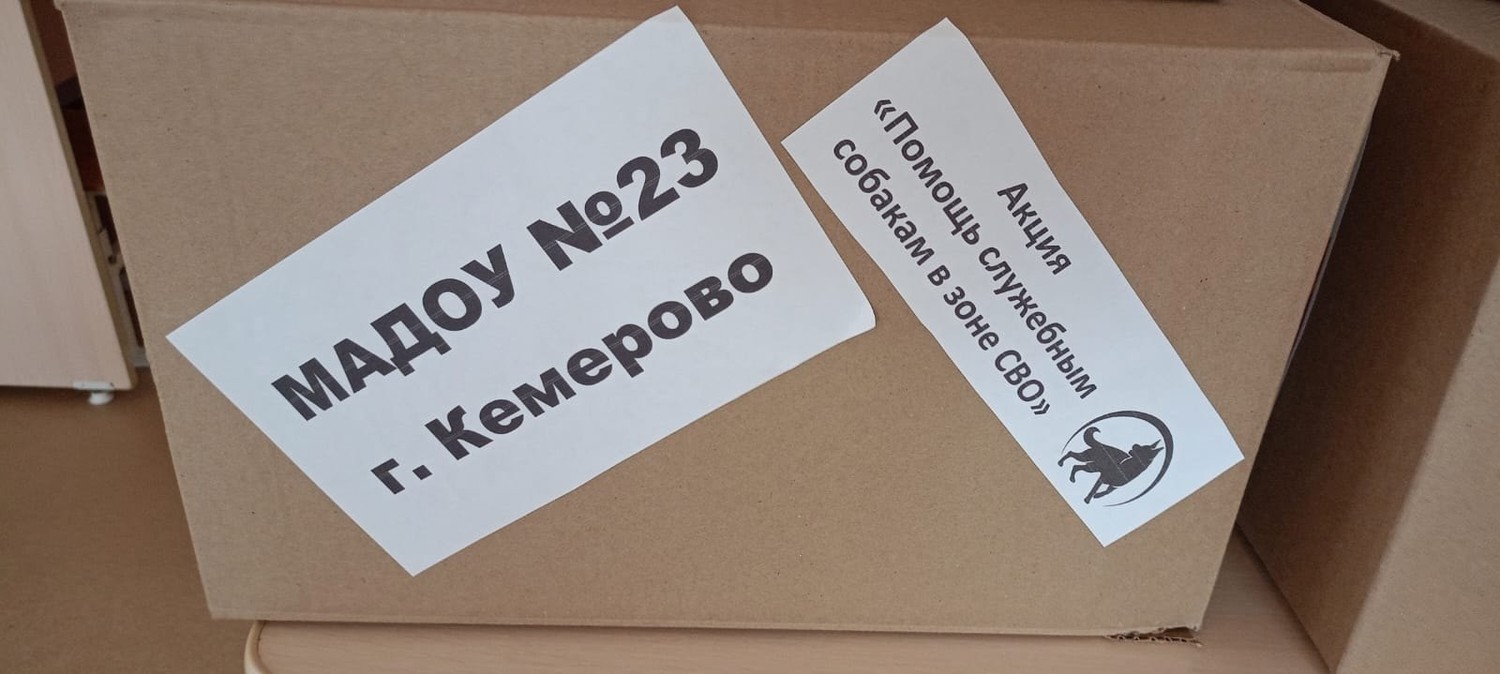 МАДОУ №23
г. Кемерово
Акция
«Помощь служебным
собакам в зоне СВО»